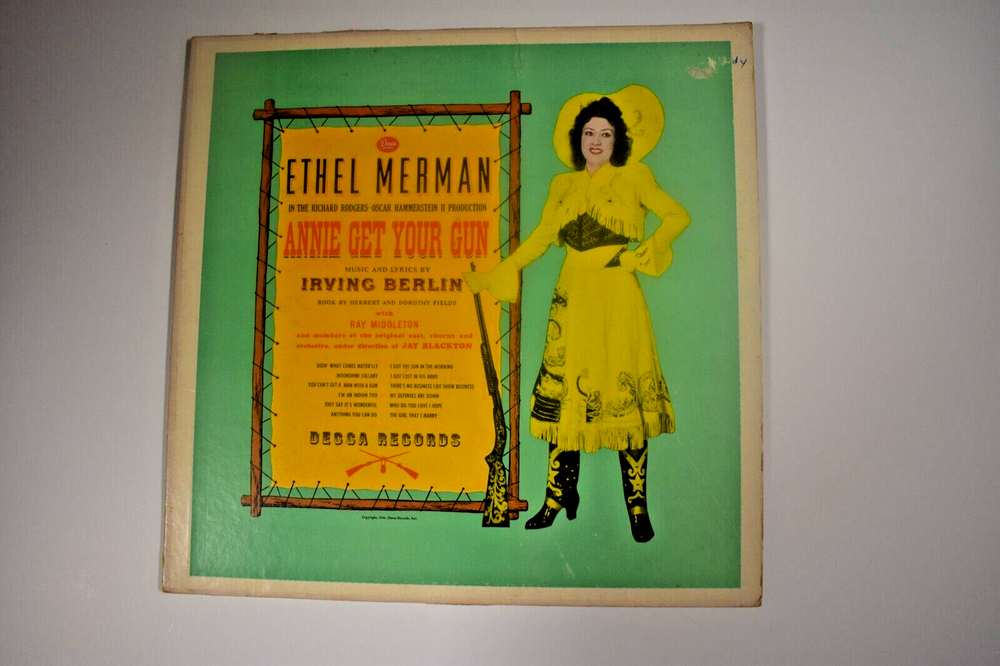 Decca
ETHEL MERMAN
IN THE RICHARD RODGERS-OSCAR HAMMERSTEIN II PRODUCTION
ANNIE GET YOUR GUN
MUSIC AND LYRICS BY
IRVING BERLIN
BOOK BY HERBERT AND DOROTHY FIELDS
with
RAY MIDDLETON
and members of the original cast, chorus and
orchestra, under direction of JAY BLACKTON
DOIN' WHAT COMES NATUR'LLY
MOONSHINE LULLABY
YOU CAN'T GET A MAN WITH A GUN
I'M AN INDIAN TOO
THEY SAY IT'S WONDERFUL
ANYTHING YOU CAN DO
I GOT THE SUN IN THE MORNING
I GOT LOST IN HIS ARMS
THERE'S NO BUSINESS LIKE SHOW BUSINESS
MY DEFENSES ARE DOWN
WHO DO YOU LOVE I HOPE
THE GIRL THAT I MARRY
DECCA RECORDS
Copyright, 1946, Decca Records, Inc.